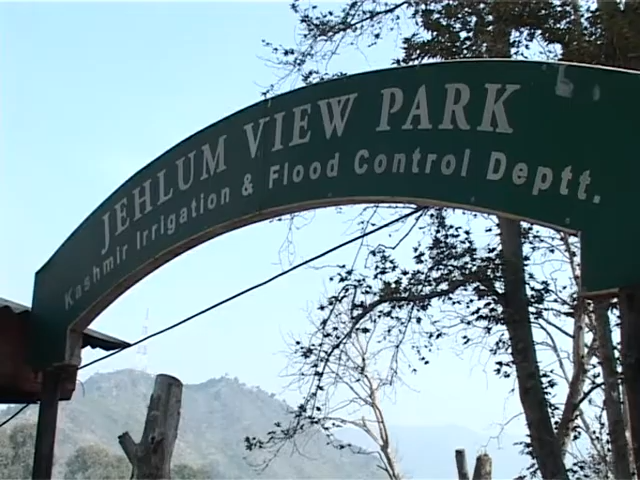 JEHLUM VIEW PARK
Kashmir Irrigation & Flood Control Deptt.